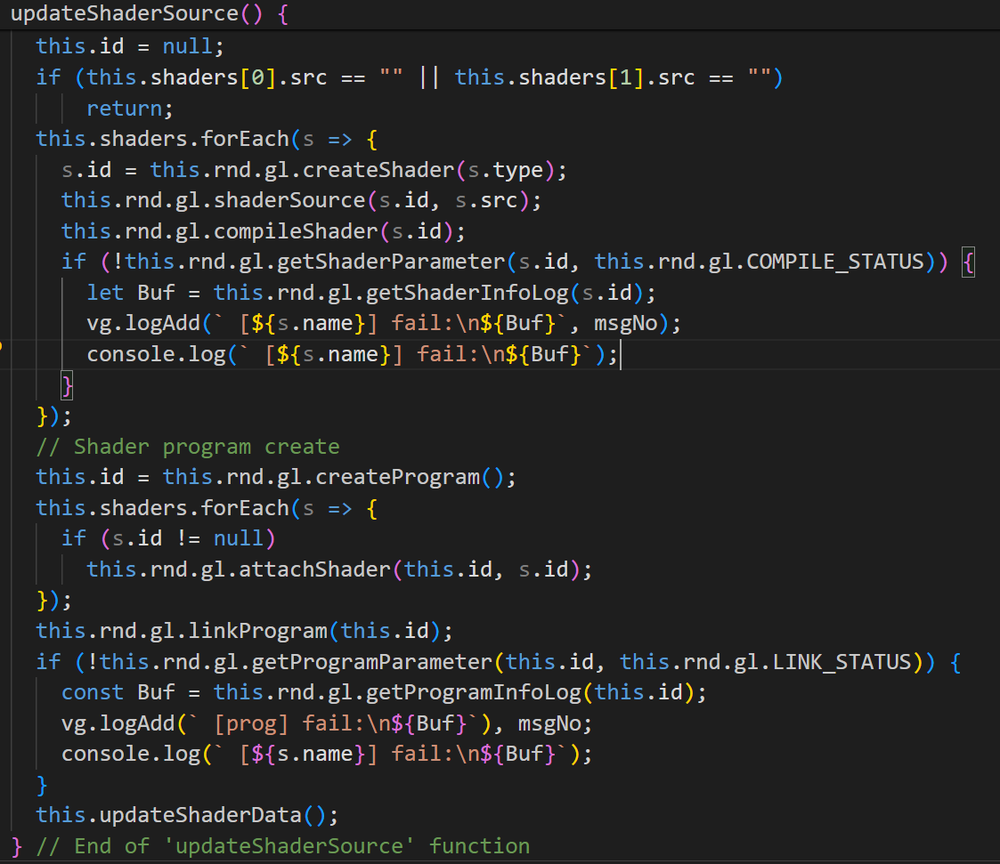 updateShaderSource() {
this.id = null;
if (this.shaders[0].src == "" || this.shaders[1].src == "")
return;
this.shaders.forEach(s => {
s.id = this.rnd.gl.createShader(s.type);
this.rnd.gl.shaderSource(s.id, s.src);
this.rnd.gl.compileShader(s.id);
if (!this.rnd.gl.getShaderParameter(s.id, this.rnd.gl.COMPILE_STATUS)) {
let Buf = this.rnd.gl.getShaderInfoLog(s.id);
vg.logAdd(` [${s.name}] fail:\n${Buf}`, msgNo);
console.log(` [${s.name}] fail:\n${Buf}`);
}
});
// Shader program create
this.id = this.rnd.gl.createProgram();
this.shaders.forEach(s => {
if (s.id != null)
this.rnd.gl.attachShader(this.id, s.id);
});
this.rnd.gl.linkProgram(this.id);
if (!this.rnd.gl.getProgramParameter(this.id, this.rnd.gl.LINK_STATUS)) {
const Buf = this.rnd.gl.getProgramInfoLog(this.id);
vg.logAdd(` [prog] fail:\n${Buf}`), msgNo;
console.log(` [${s.name}] fail:\n${Buf}`);
}
this.updateShaderData();
} // End of 'updateShaderSource' function